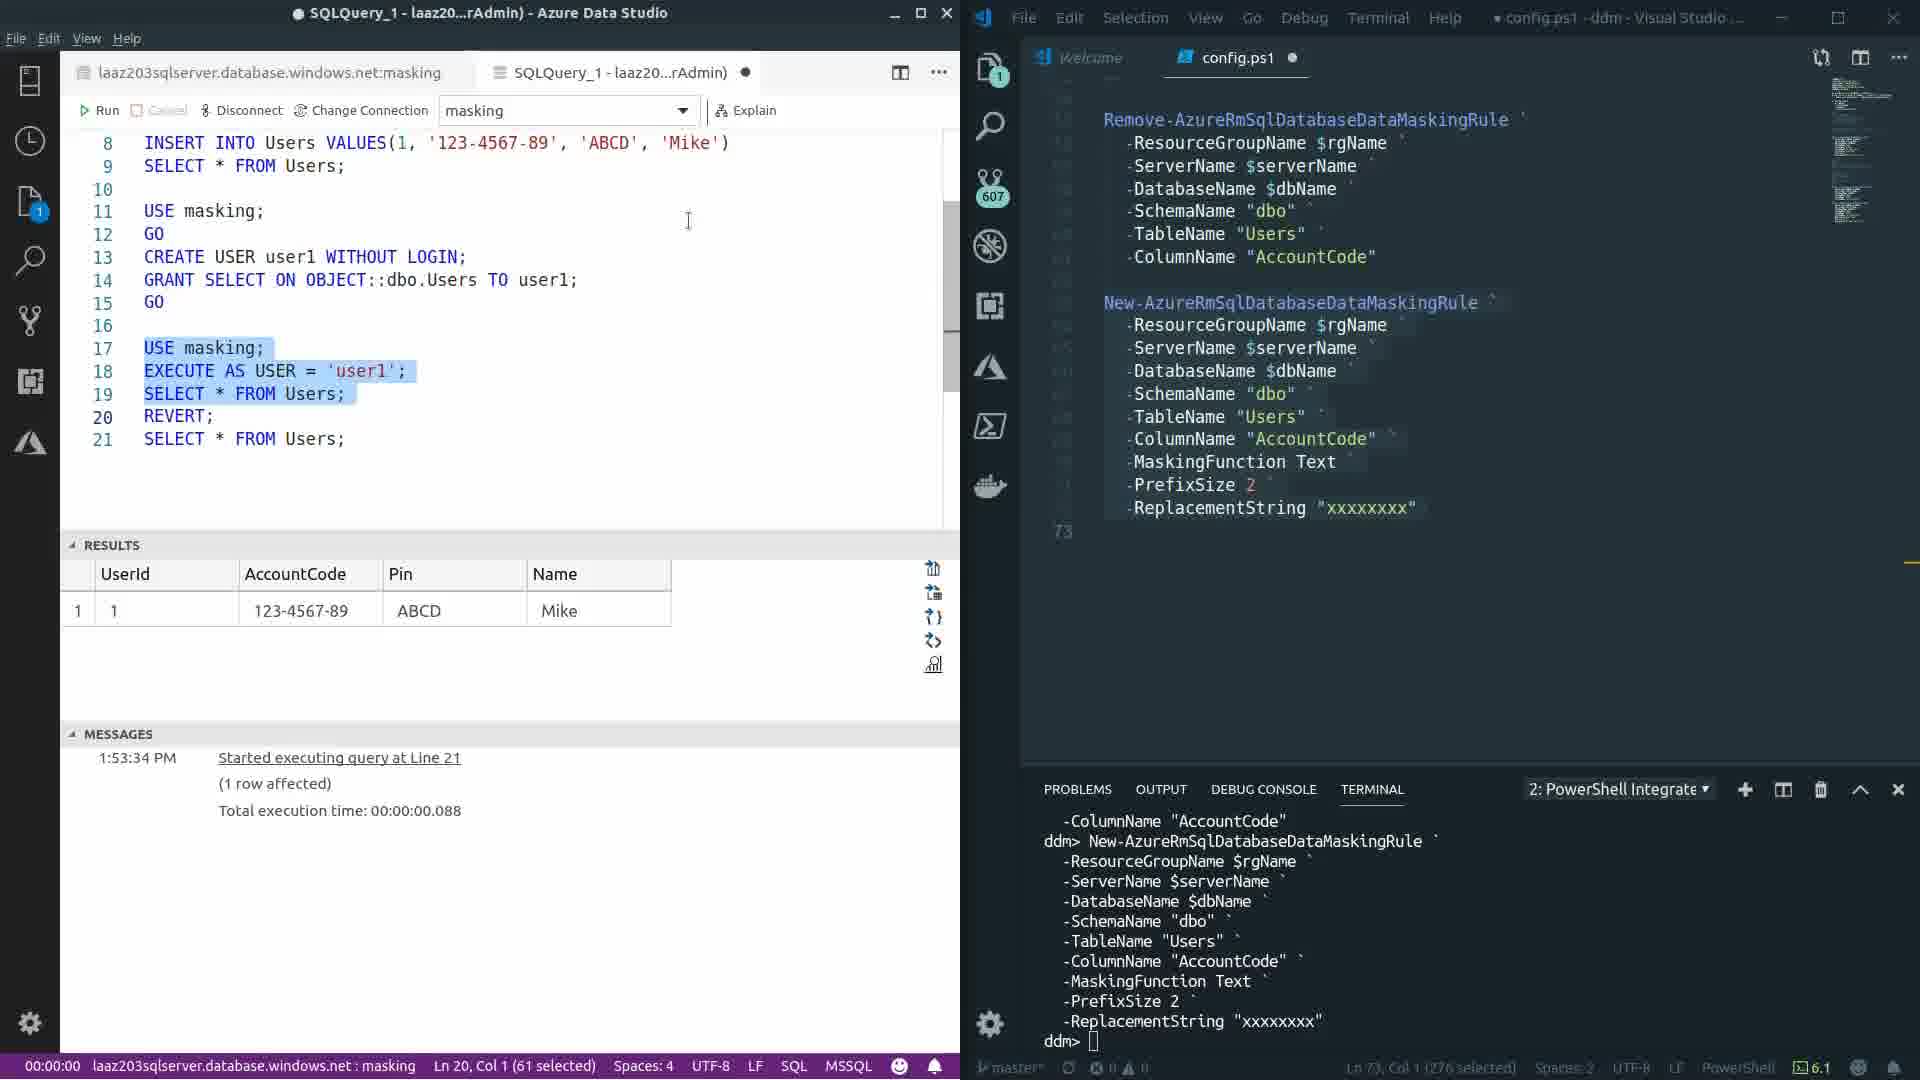 SQLQuery_1 - laaz20...rAdmin) - Azure Data Studio
File Edit View Help
laaz203sqlserver.database.windows.net:masking
SQLQuery_1 - laaz20...rAdmin)
Run Cancel Disconnect Change Connection masking Explain
8 INSERT INTO Users VALUES(1, '123-4567-89', 'ABCD', 'Mike')
9 SELECT * FROM Users;
10
11 USE masking;
12 GO
13 CREATE USER user1 WITHOUT LOGIN;
14 GRANT SELECT ON OBJECT::dbo.Users TO user1;
15 GO
16
17 USE masking;
18 EXECUTE AS USER = 'user1';
19 SELECT * FROM Users;
20 REVERT;
21 SELECT * FROM Users;
RESULTS
UserId AccountCode Pin Name
1 1 123-4567-89 ABCD Mike
MESSAGES
1:53:34 PM Started executing query at Line 21
(1 row affected)
Total execution time: 00:00:00.088
1
00:00:00 laaz203sqlserver.database.windows.net : masking Ln 20, Col 1 (61 selected) Spaces: 4 UTF-8 LF SQL MSSQL
File Edit Selection View Go Debug Terminal Help ● config.ps1 - ddm - Visual Studio ...
Welcome config.ps1
1
607
Remove-AzureRmSqlDatabaseDataMaskingRule `
-ResourceGroupName $rgName `
-ServerName $serverName `
-DatabaseName $dbName `
-SchemaName "dbo" `
-TableName "Users" `
-ColumnName "AccountCode"
New-AzureRmSqlDatabaseDataMaskingRule `
-ResourceGroupName $rgName `
-ServerName $serverName `
-DatabaseName $dbName `
-SchemaName "dbo" `
-TableName "Users" `
-ColumnName "AccountCode" `
-MaskingFunction Text `
-PrefixSize 2 `
-ReplacementString "xxxxxxxx"
73
PROBLEMS OUTPUT DEBUG CONSOLE TERMINAL 2: PowerShell Integrate
-ColumnName "AccountCode"
ddm> New-AzureRmSqlDatabaseDataMaskingRule `
-ResourceGroupName $rgName `
-ServerName $serverName `
-DatabaseName $dbName `
-SchemaName "dbo" `
-TableName "Users" `
-ColumnName "AccountCode" `
-MaskingFunction Text `
-PrefixSize 2 `
-ReplacementString "xxxxxxxx"
ddm>
master* 0 0 Ln 73, Col 1 (276 selected) Spaces: 2 UTF-8 LF PowerShell 6.1